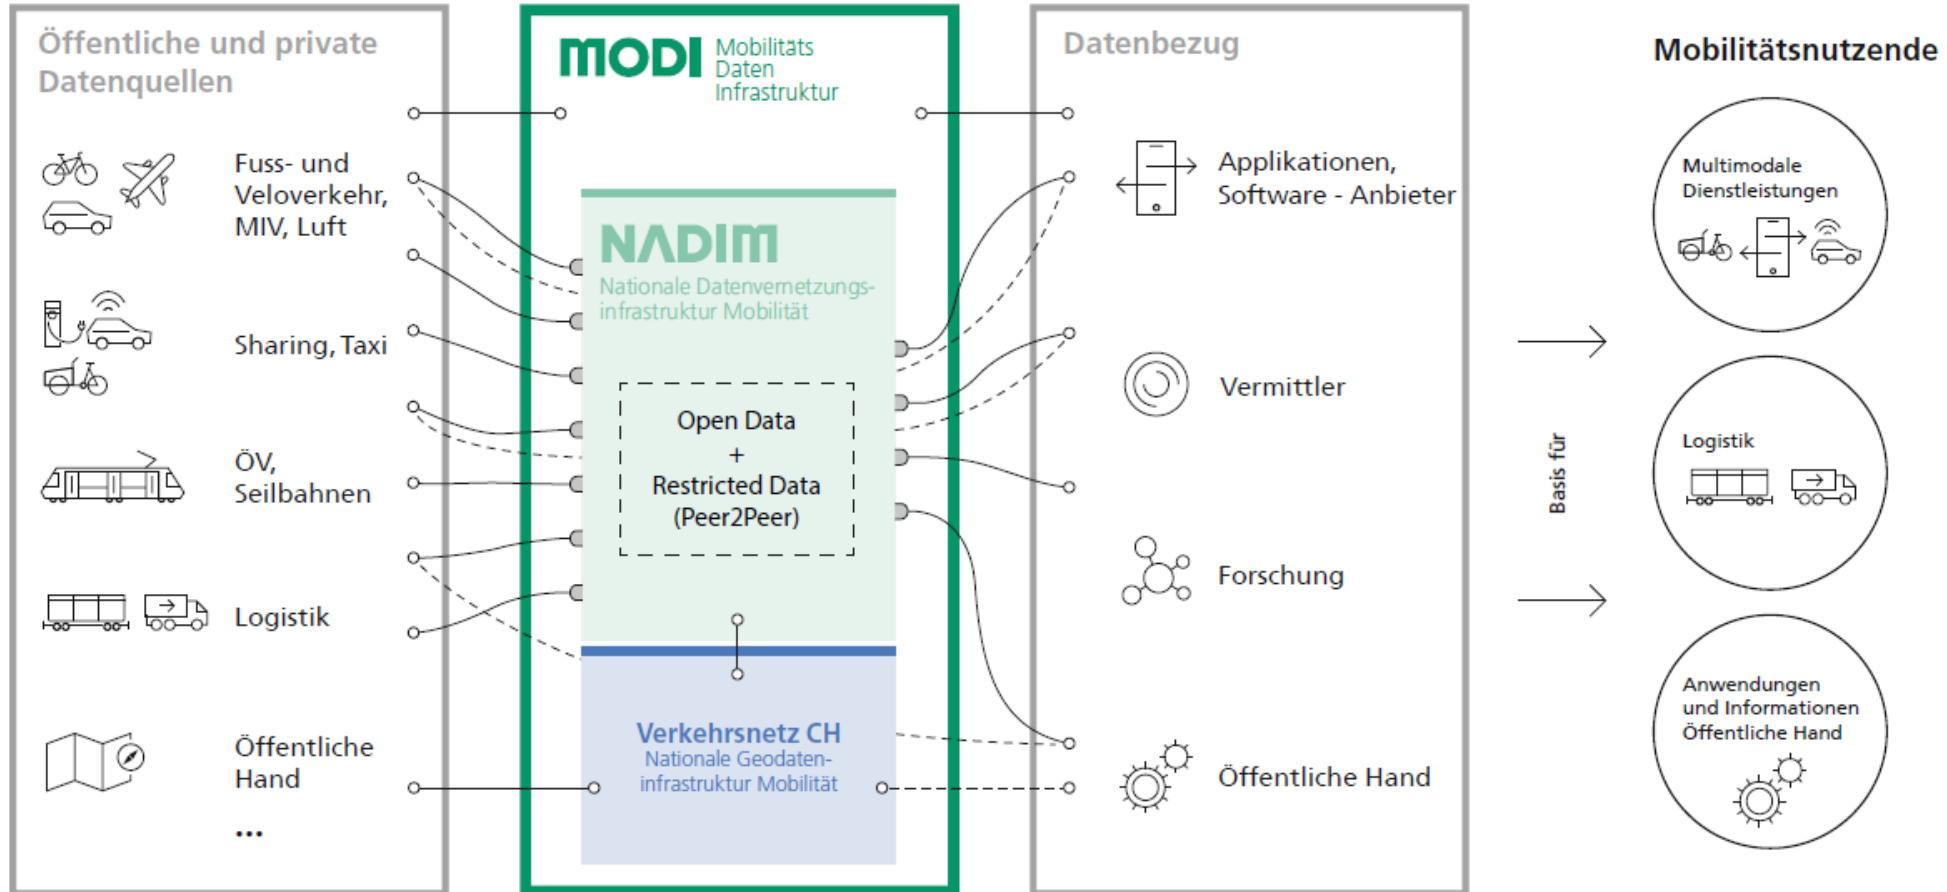 Öffentliche und private
Datenquellen
Fuss- und
Veloverkehr,
MIV, Luft
Sharing, Taxi
ÖV,
Seilbahnen
Logistik
Öffentliche
Hand
...
MODI
Mobilitäts
Daten
Infrastruktur
NADIM
Nationale Datenvernetzungs-
infrastruktur Mobilität
Open Data
+
Restricted Data
(Peer2Peer)
Verkehrsnetz CH
Nationale Geodaten-
infrastruktur Mobilität
Datenbezug
Applikationen,
Software - Anbieter
Vermittler
Forschung
Öffentliche Hand
Basis für
Mobilitätsnutzende
Multimodale
Dienstleistungen
Logistik
Anwendungen
und Informationen
Öffentliche Hand